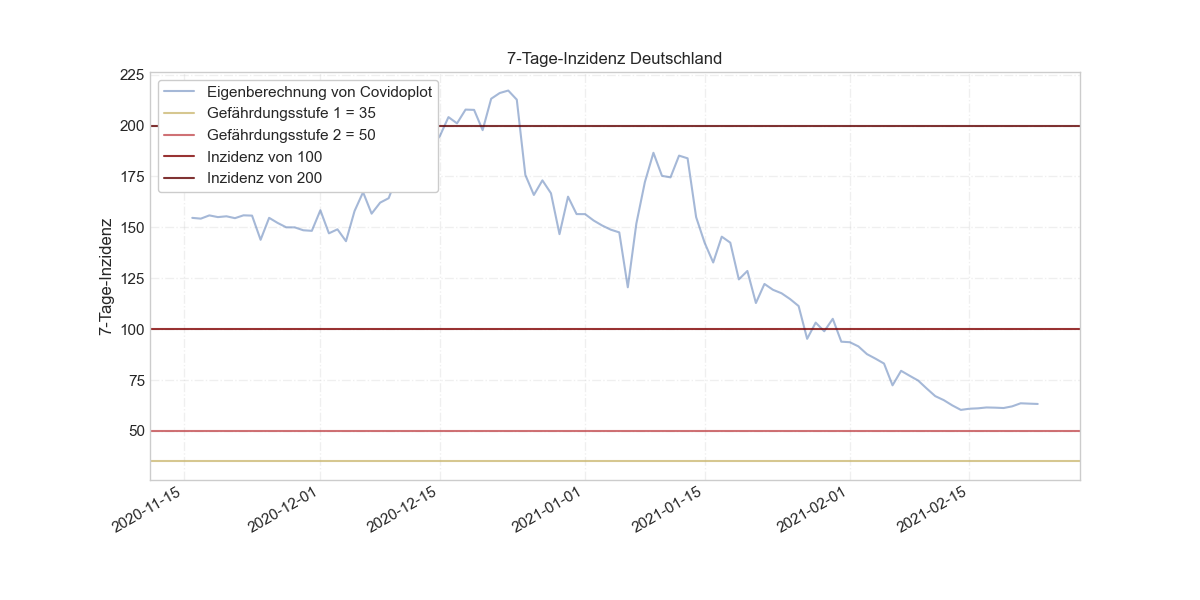 7-Tage-Inzidenz Deutschland
7-Tage-Inzidenz
225
200
175
150
125
100
75
50
Eigenberechnung von Covidoplot
Gefährdungsstufe 1 = 35
Gefährdungsstufe 2 = 50
Inzidenz von 100
Inzidenz von 200
2020-11-15
2020-12-01
2020-12-15
2021-01-01
2021-01-15
2021-02-01
2021-02-15